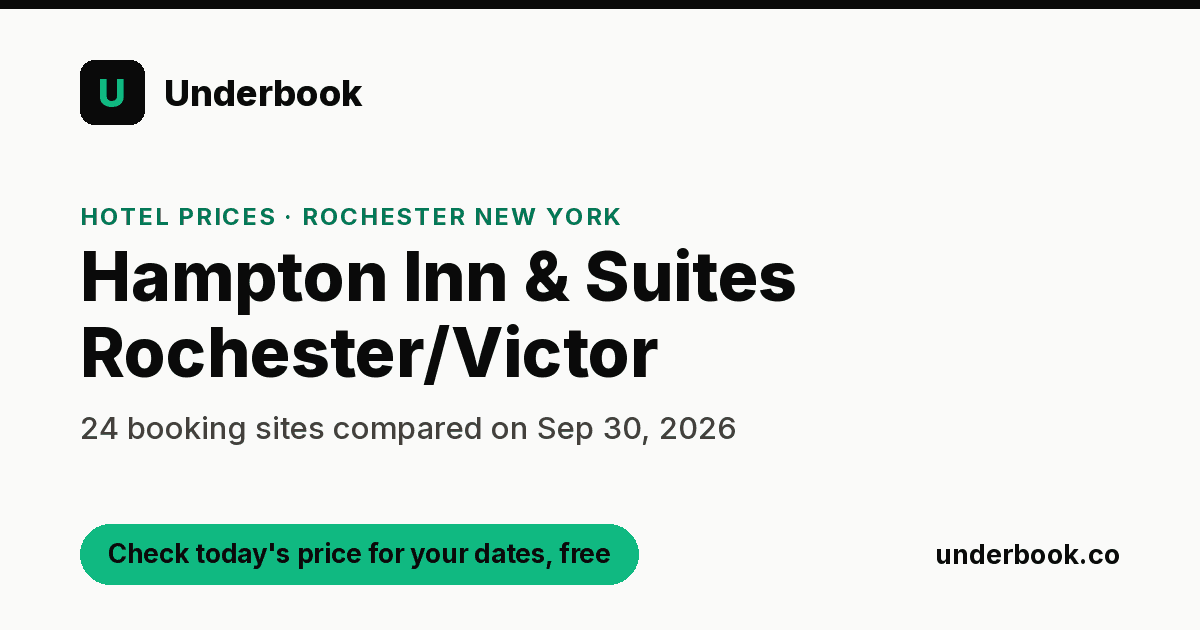 U
Underbook
HOTEL PRICES · ROCHESTER NEW YORK
Hampton Inn & Suites
Rochester/Victor
24 booking sites compared on Sep 30, 2026
Check today's price for your dates, free
underbook.co